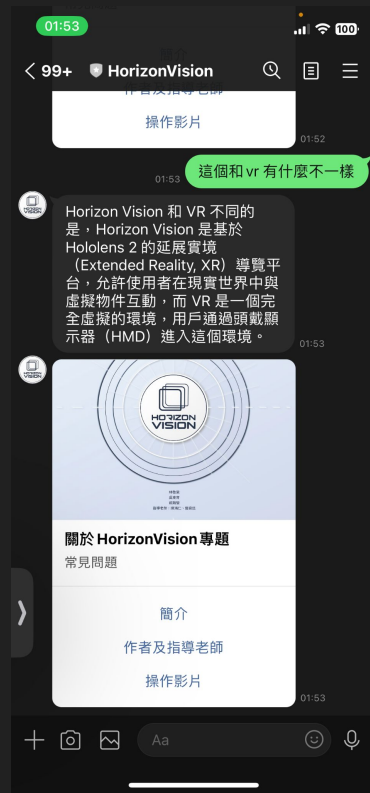 01:53
100
99+
HorizonVision
簡介
作者及指導老師
操作影片
01:52
這個和 vr 有什麼不一樣
01:53
Horizon Vision 和 VR 不同的
是,Horizon Vision 是基於
Hololens 2 的延展實境
(Extended Reality, XR)導覽平
台,允許使用者在現實世界中與
虛擬物件互動,而 VR 是一個完
全虛擬的環境,用戶通過頭戴顯
示器(HMD)進入這個環境。
01:53
HORIZON
VISION
關於 HorizonVision 專題
常見問題
簡介
作者及指導老師
操作影片
01:53
Aa